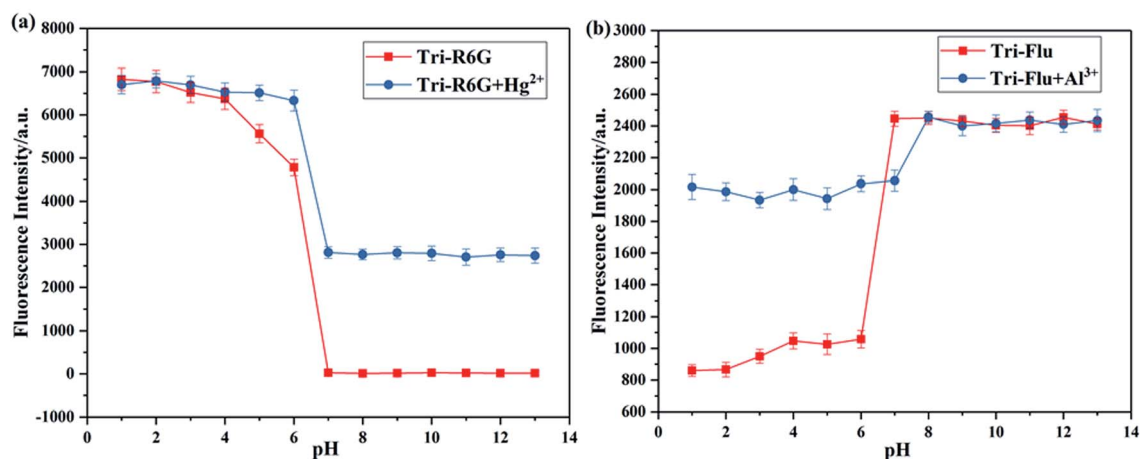 (a)
8000
7000
6000
5000
4000
3000
2000
1000
0
-1000
Fluorescence Intensity/a.u.
Tri-R6G
Tri-R6G+Hg²⁺
0 2 4 6 8 10 12 14
pH
(b)
3000
2800
2600
2400
2200
2000
1800
1600
1400
1200
1000
800
600
Fluorescence Intensity/a.u.
Tri-Flu
Tri-Flu+Al³⁺
0 2 4 6 8 10 12 14
pH